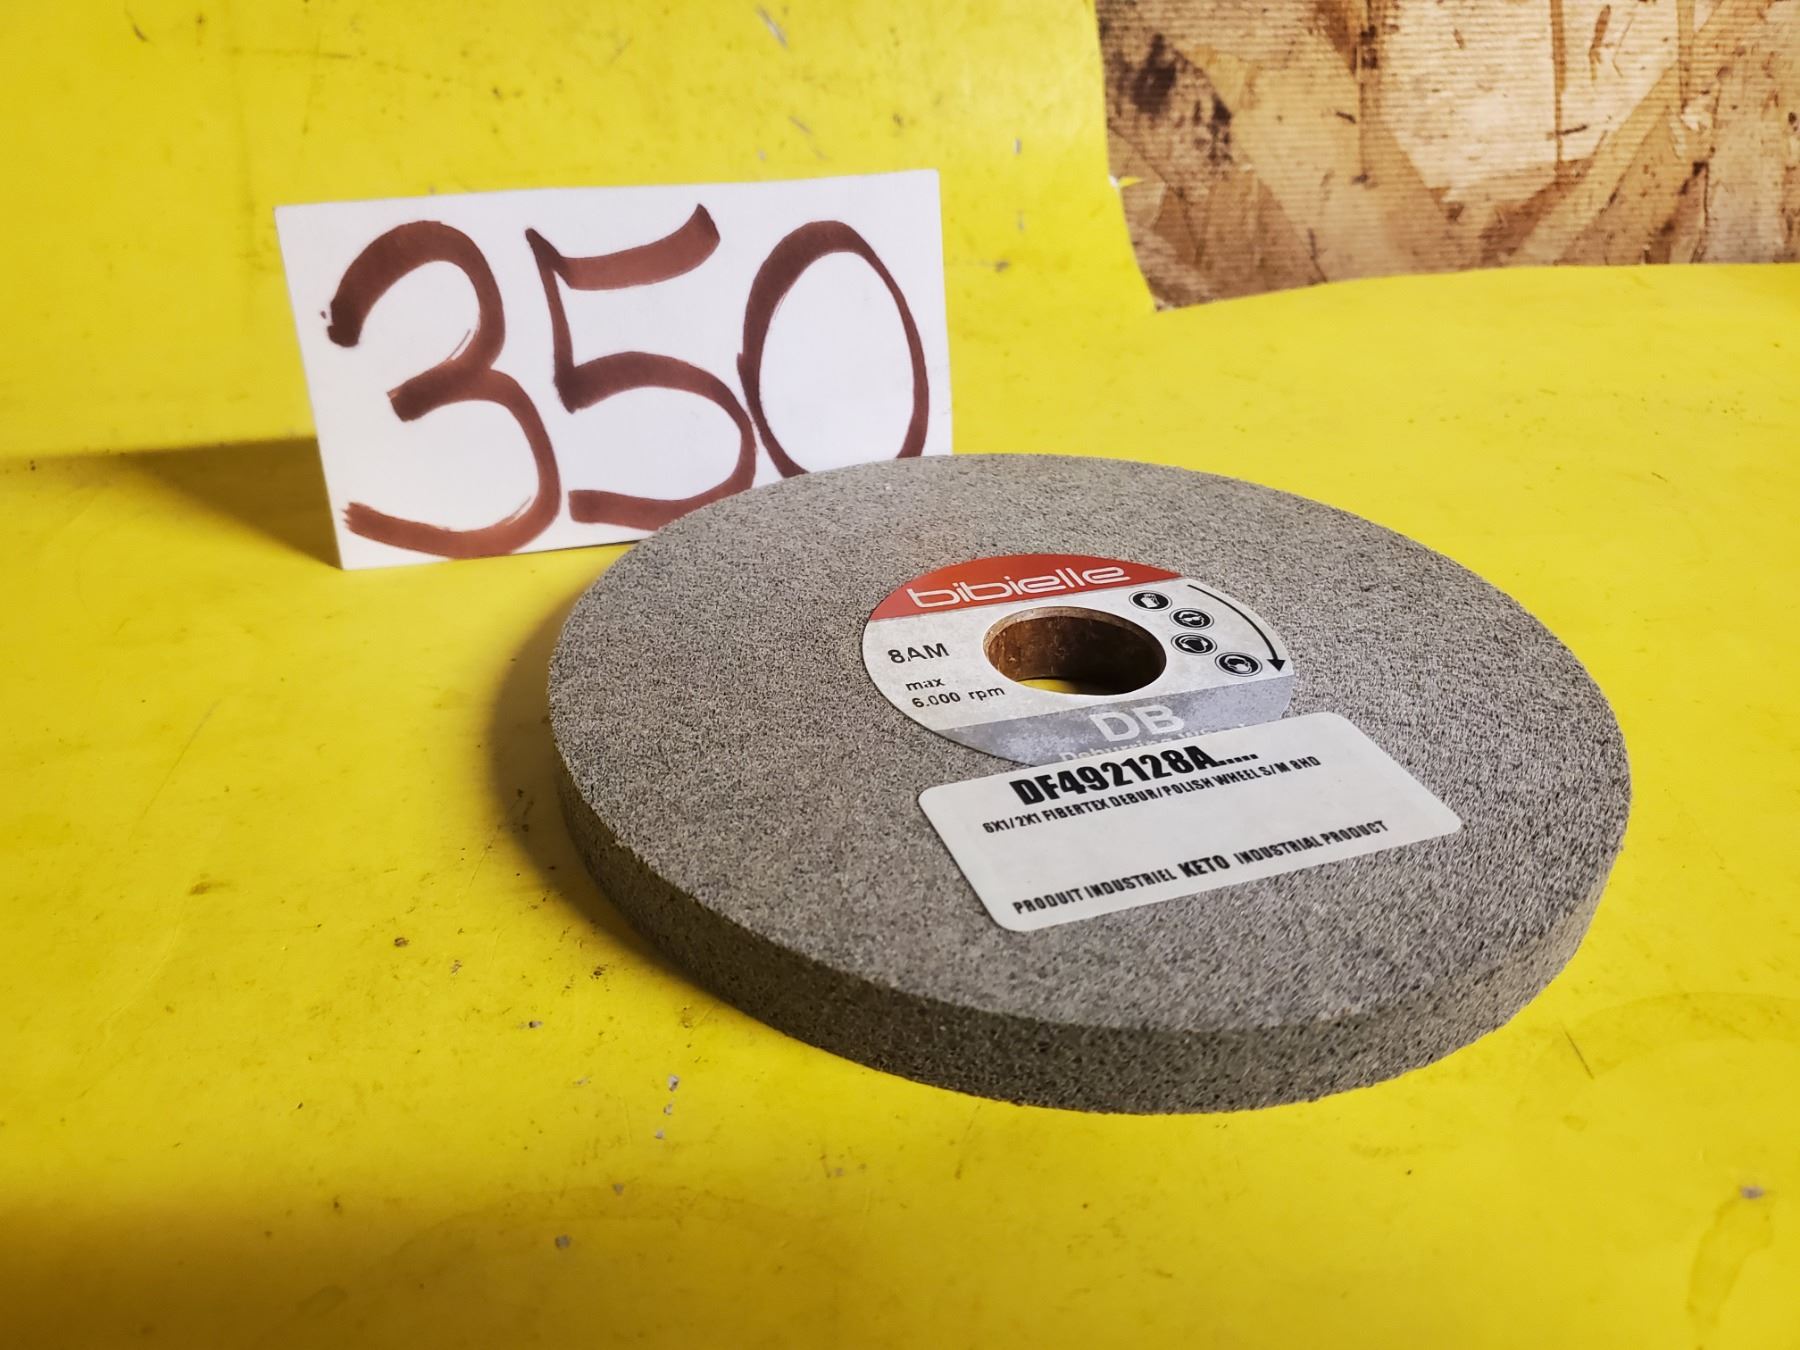 350
bibielle
8AM
max
6.000 rpm
DB
DF492128A.....
6X1/2X1 FIBERTEX DEBUR/POLISH WHEEL S/M 8HD
PRODUIT INDUSTRIEL KETO INDUSTRIAL PRODUCT